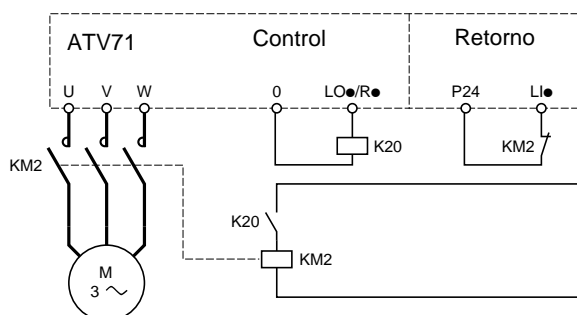 ATV71 Control Retorno
U V W 0 LO●/R● P24 LI●
K20
KM2
KM2
K20
KM2
M
3